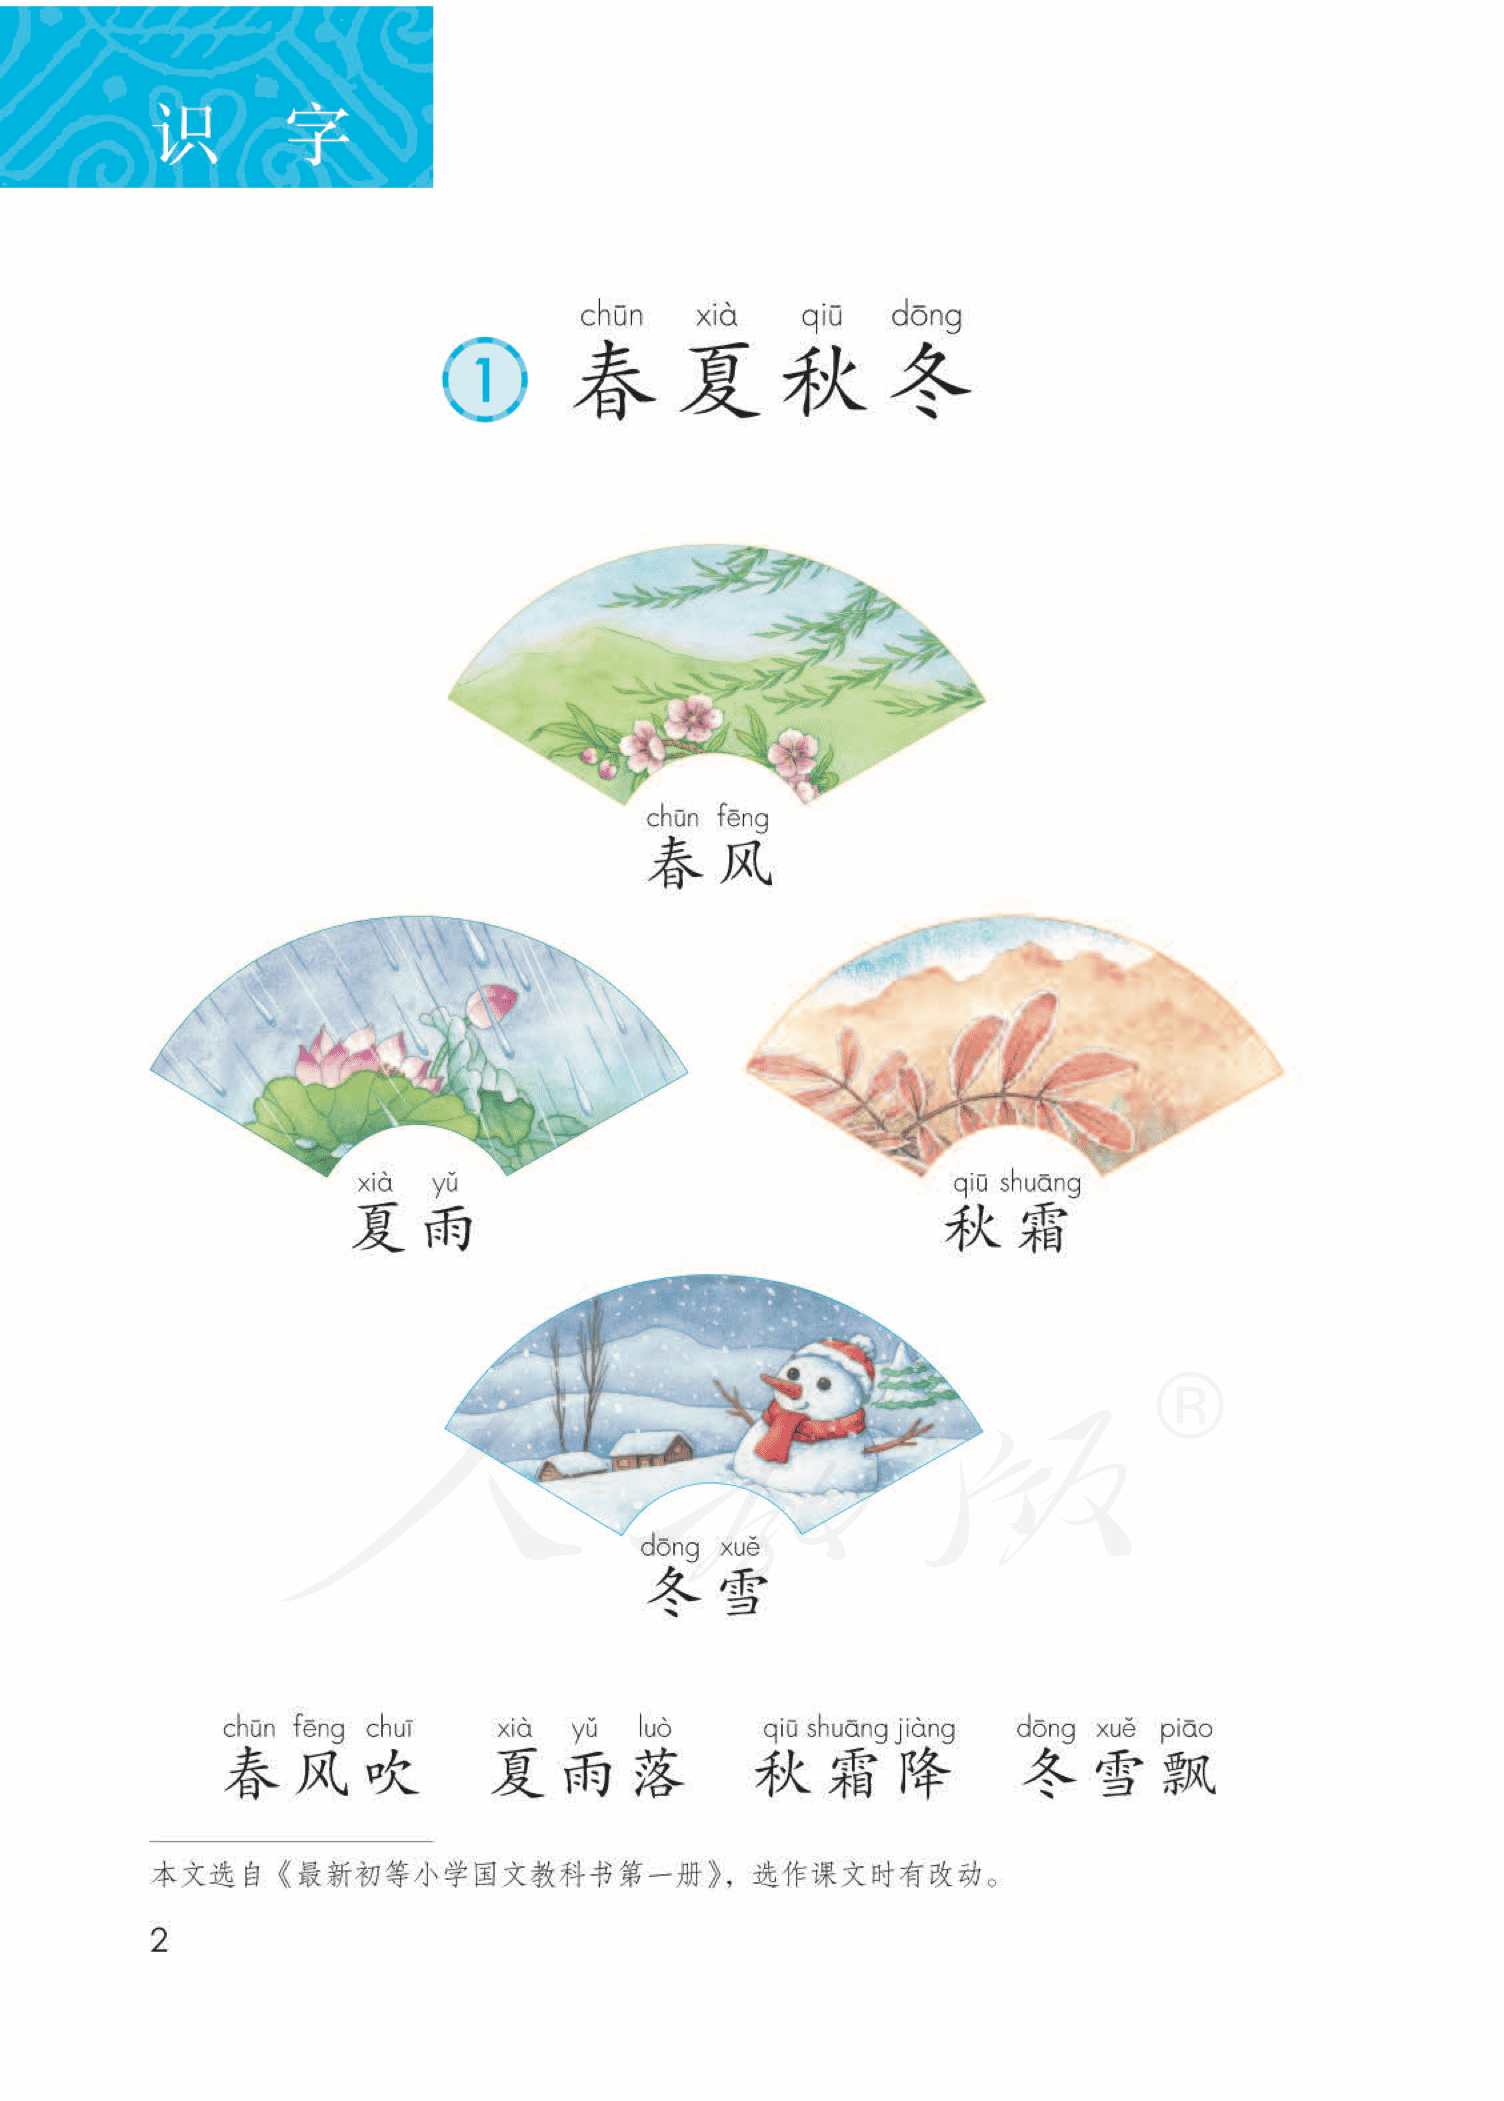 识 字
chūn xià qiū dōng
1 春夏秋冬
chūn fēng
春风
xià yǔ
夏雨
qiū shuāng
秋霜
dōng xuě
冬雪
chūn fēng chuī xià yǔ luò qiū shuāng jiàng dōng xuě piāo
春风吹 夏雨落 秋霜降 冬雪飘
人教版®
本文选自《最新初等小学国文教科书第一册》，选作课文时有改动。
2